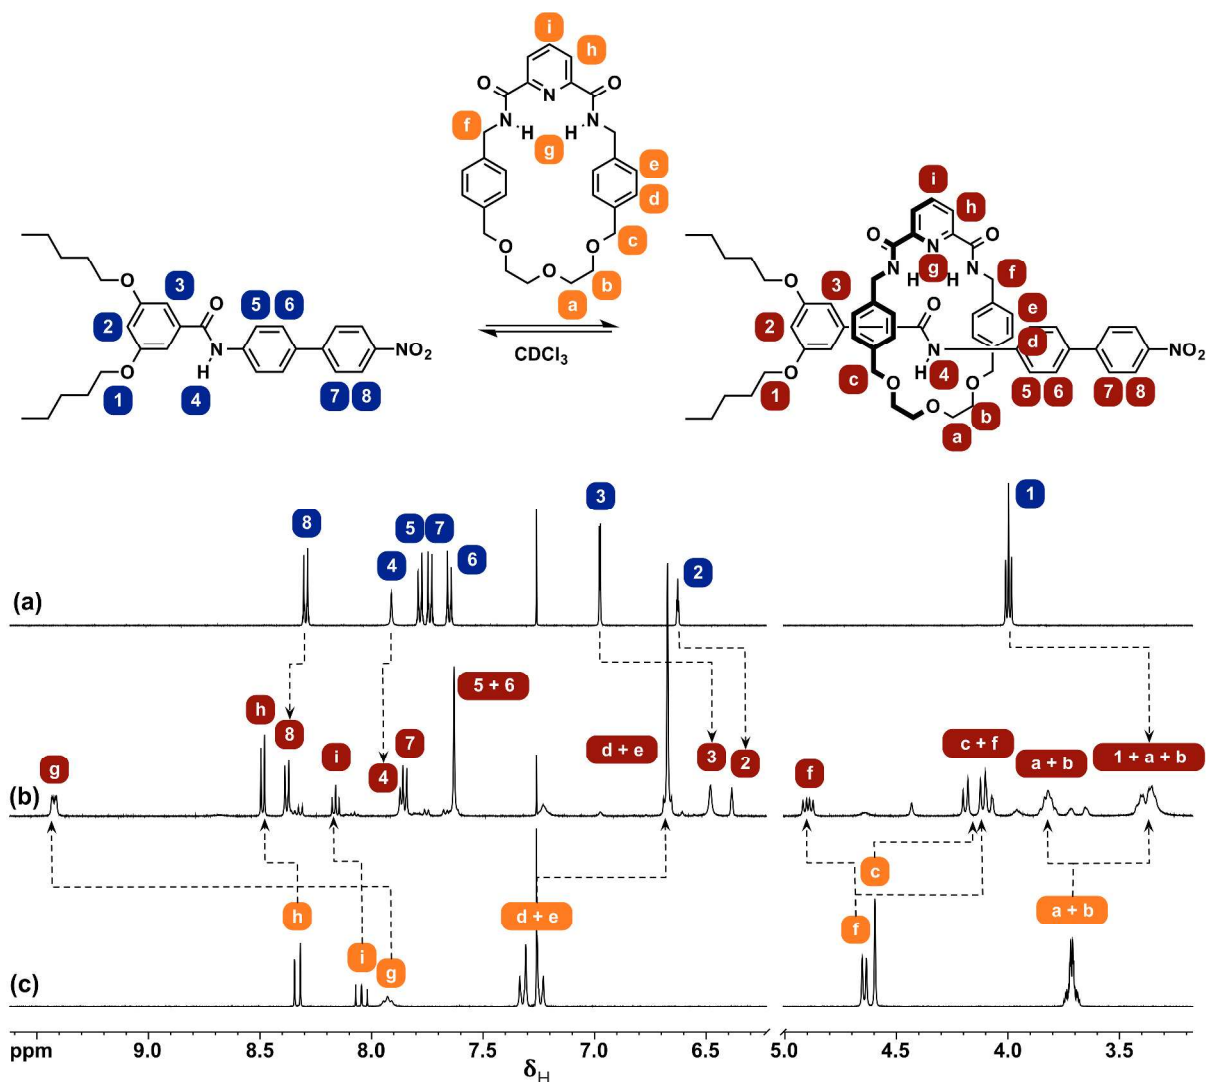 i
h
O
N
O
N
H
H
N
f
g
e
d
O
O
O
c
b
a
CDCl3
O
3
O
5
6
2
N
H
NO2
O
1
4
7
8
i
h
O
N
O
N
H
g
H
N
f
O
3
O
e
2
N
d
NO2
O
H
c
4
5
6
7
8
1
O
O
O
b
a
3
1
8
5
7
4
6
2
(a)
5 + 6
h
8
d + e
c + f
i
7
3
2
a + b
1 + a + b
g
4
f
(b)
c
h
d + e
a + b
f
i
g
(c)
ppm
9.0
8.5
8.0
7.5
7.0
6.5
5.0
4.5
4.0
3.5
δH